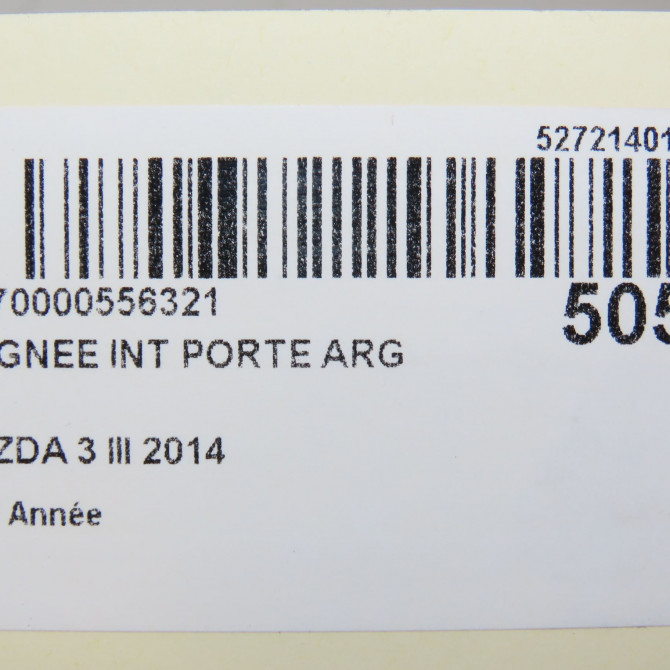 52721401
70000556321
505
GNEE INT PORTE ARG
ZDA 3 III 2014
Année